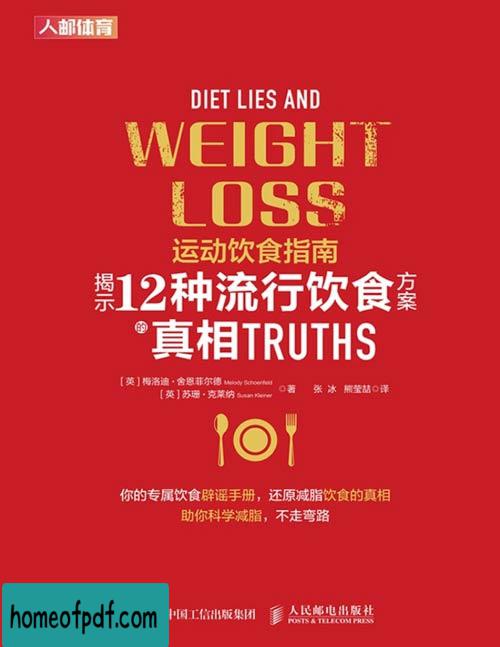 人邮体育
DIET LIES AND
WEIGHT
LOSS
运动饮食指南
揭示12种流行饮食方案
的真相TRUTHS
[英] 梅洛迪·舍恩菲尔德 Melody Schoenfeld
[英] 苏珊·克莱纳 Susan Kleiner
◎ 著 张冰 熊莹喆 ◎ 译
你的专属饮食辟谣手册，还原减脂饮食的真相
助你科学减脂，不走弯路
中国工信出版集团 人民邮电出版社
POSTS & TELECOM PRESS
homeofpdf.com